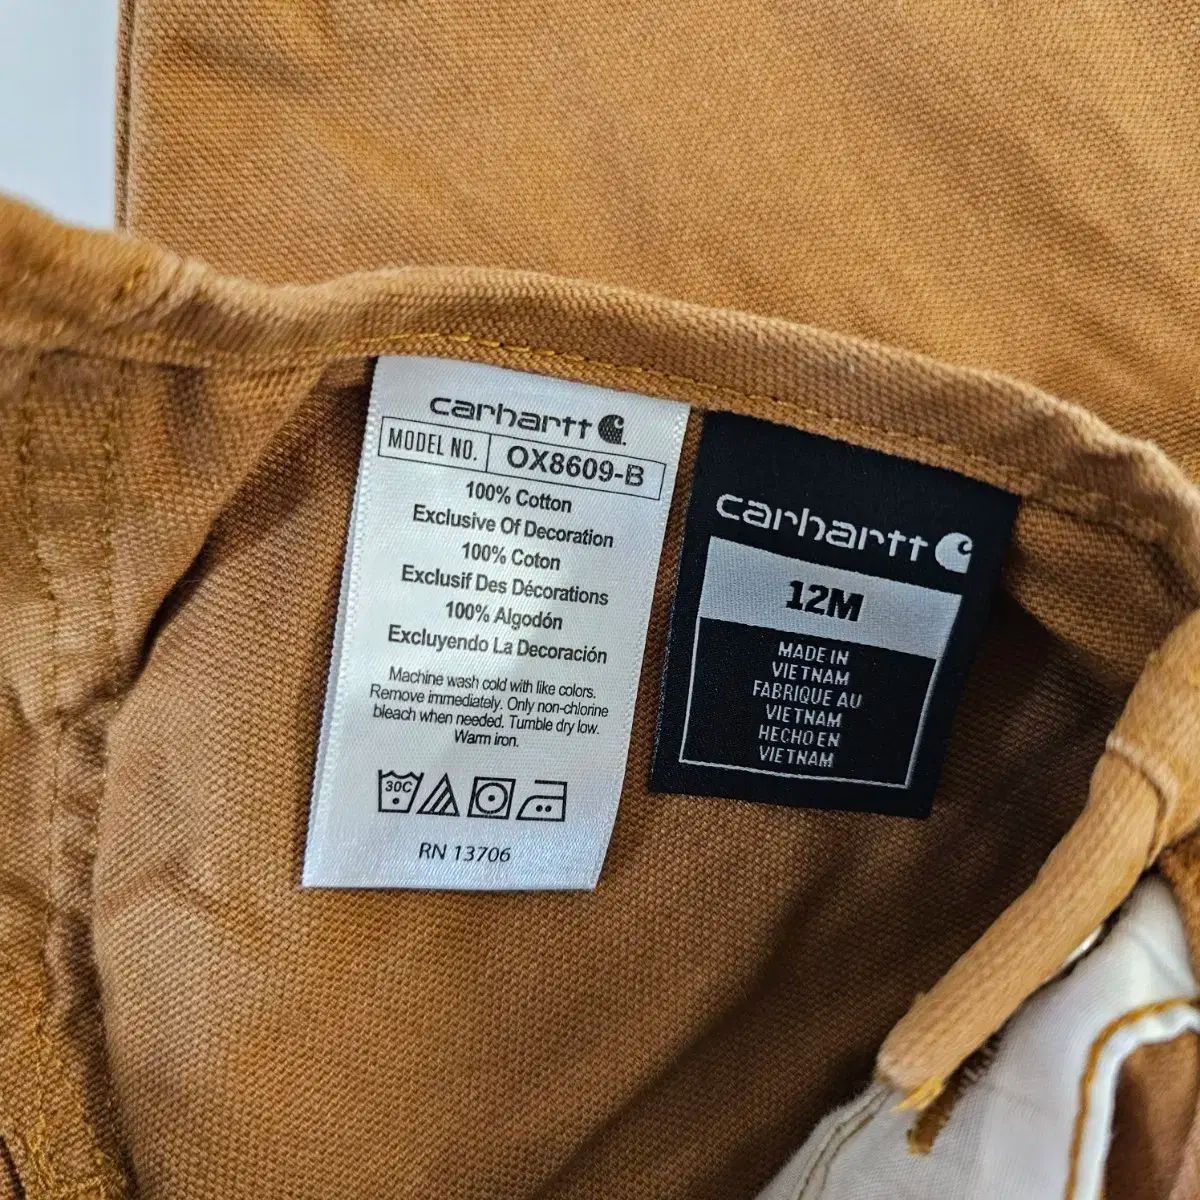 carhartt
MODEL NO. OX8609-B
100% Cotton
Exclusive Of Decoration
100% Coton
Exclusif Des Décorations
100% Algodón
Excluyendo La Decoración
Machine wash cold with like colors.
Remove immediately. Only non-chlorine
bleach when needed. Tumble dry low.
Warm iron.
30C
RN 13706
carhartt
12M
MADE IN
VIETNAM
FABRIQUE AU
VIETNAM
HECHO EN
VIETNAM